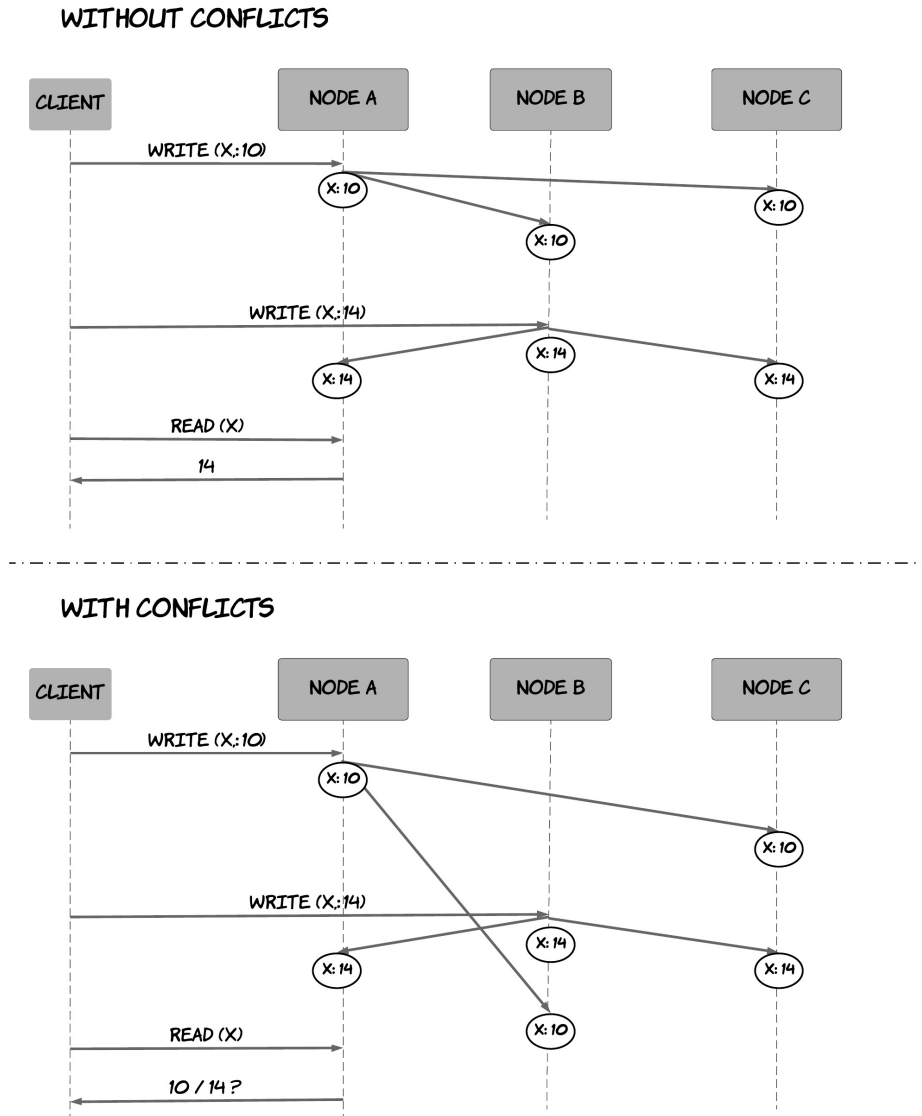 WITHOUT CONFLICTS
CLIENT
NODE A
NODE B
NODE C
WRITE (X,:10)
X: 10
X: 10
X: 10
WRITE (X,:14)
X: 14
X: 14
X: 14
READ (X)
14
WITH CONFLICTS
CLIENT
NODE A
NODE B
NODE C
WRITE (X,:10)
X: 10
X: 10
WRITE (X,:14)
X: 14
X: 14
X: 14
X: 10
READ (X)
10 / 14 ?